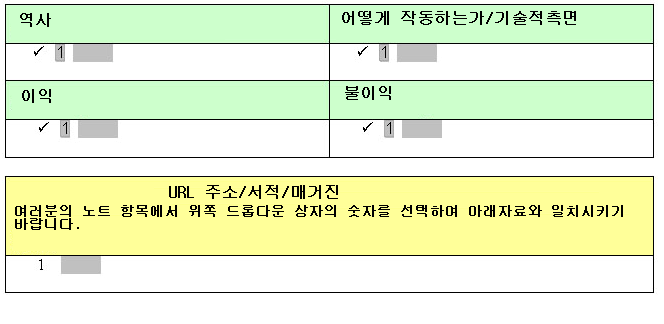 역사
어떻게 작동하는가/기술적측면
✓ 1
✓ 1
이익
불이익
✓ 1
✓ 1
URL 주소/서적/매거진
여러분의 노트 항목에서 위쪽 드롭다운 상자의 숫자를 선택하여 아래자료와 일치시키기
바랍니다.
1